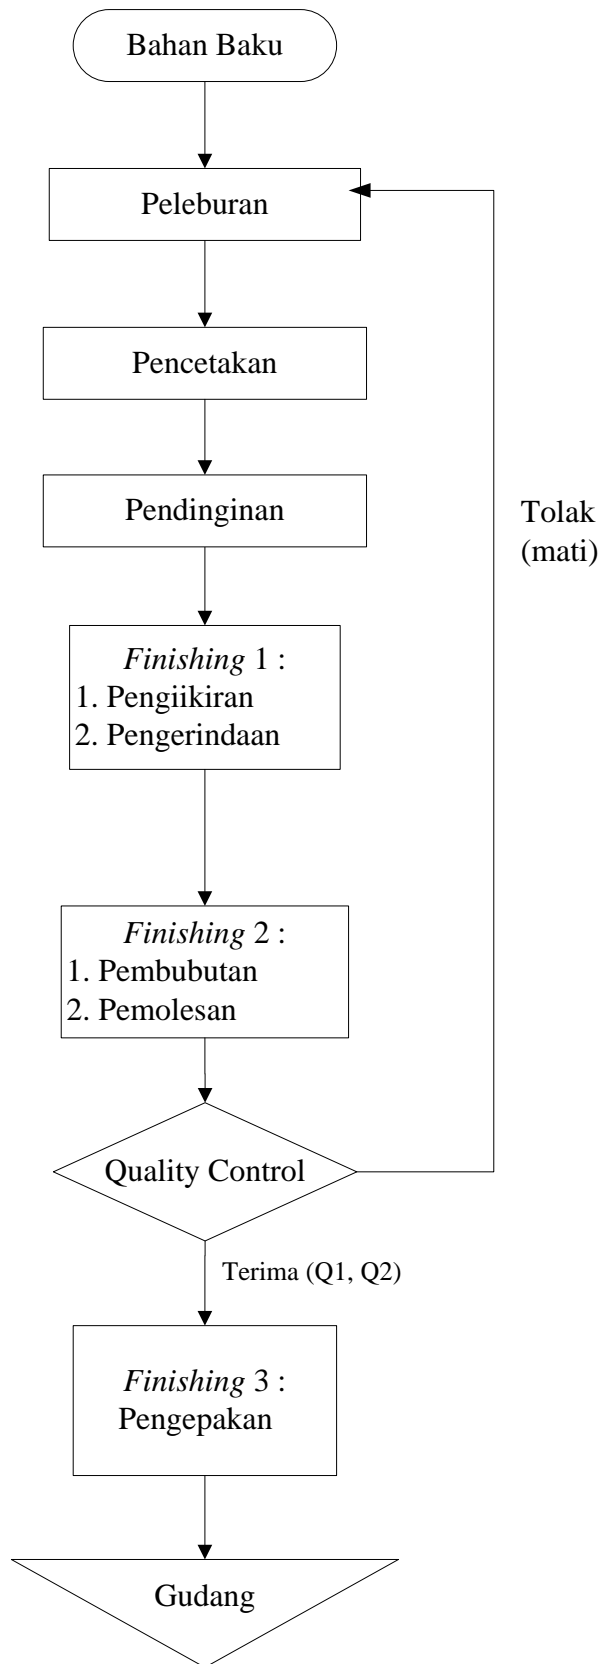 Bahan Baku
Peleburan
Pencetakan
Pendinginan
Tolak
(mati)
Finishing 1 :
1. Pengiikiran
2. Pengerindaan
Finishing 2 :
1. Pembubutan
2. Pemolesan
Quality Control
Terima (Q1, Q2)
Finishing 3 :
Pengepakan
Gudang